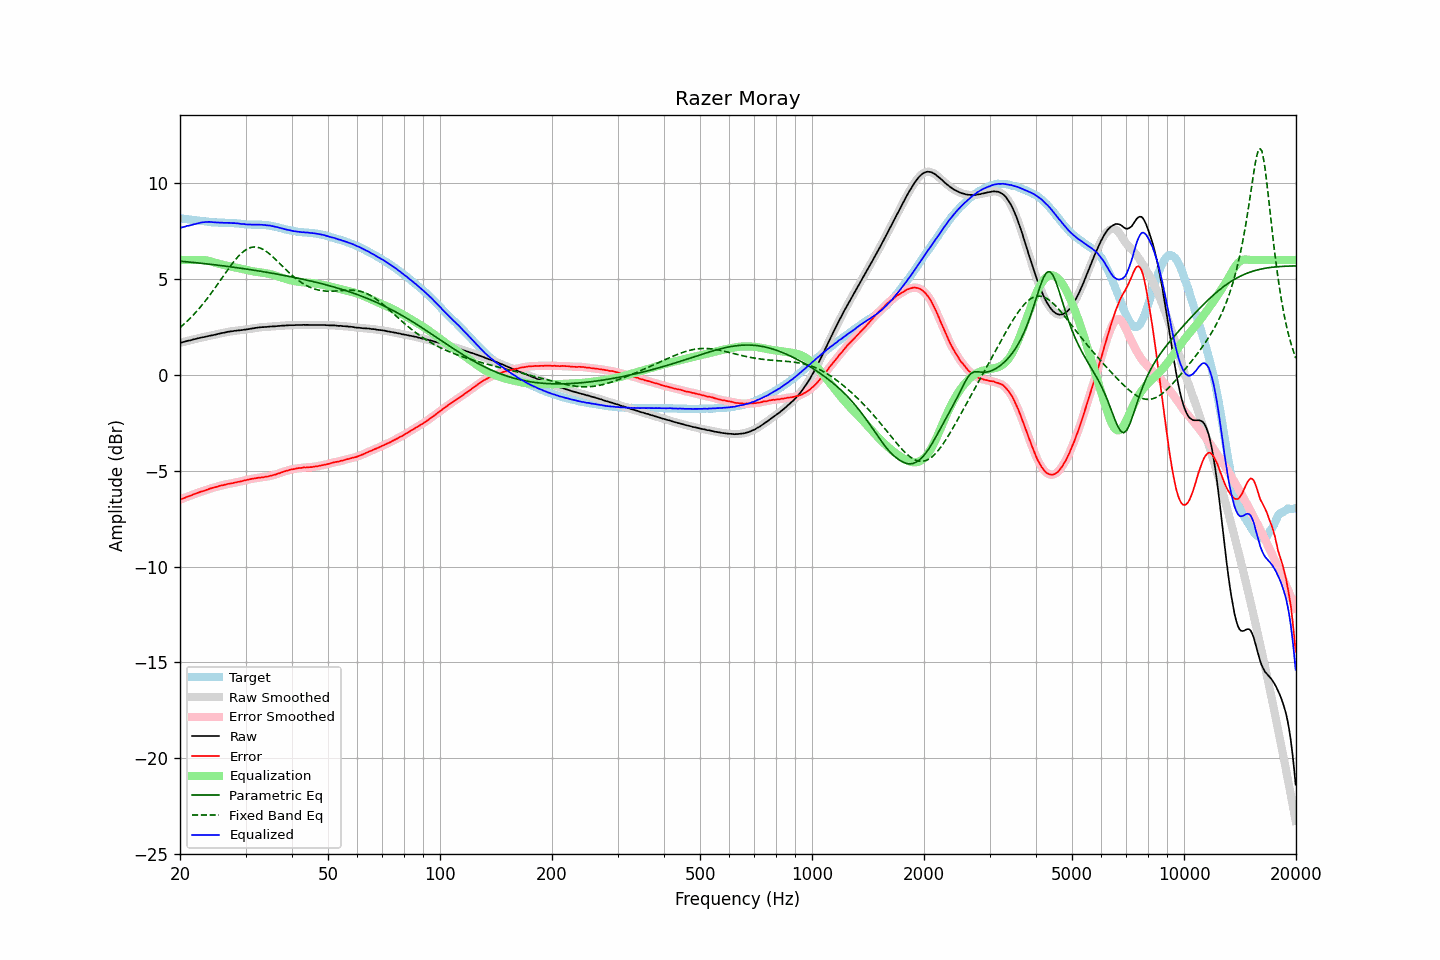 Razer Moray
Amplitude (dBr)
10
5
0
−5
−10
−15
−20
−25
Target
Raw Smoothed
Error Smoothed
Raw
Error
Equalization
Parametric Eq
Fixed Band Eq
Equalized
20 50 100 200 500 1000 2000 5000 10000 20000
Frequency (Hz)